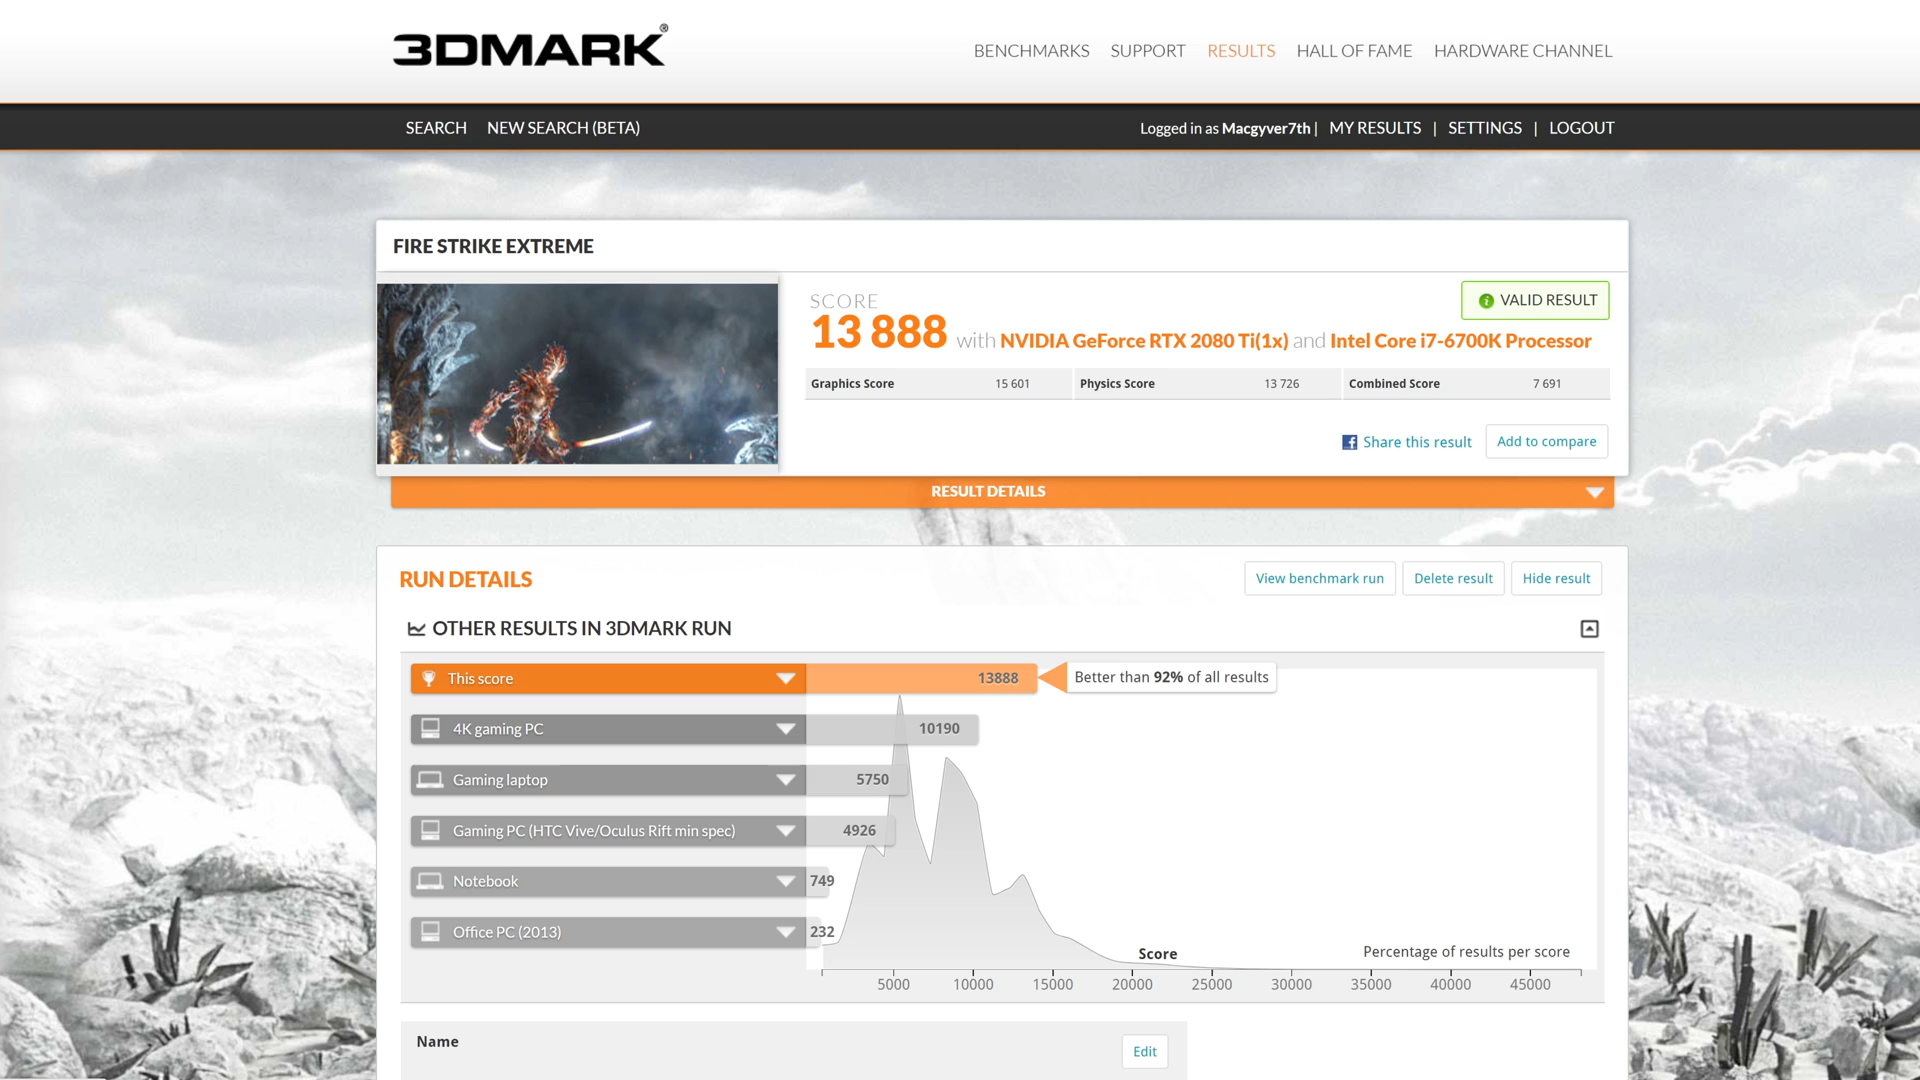 3DMARK®
BENCHMARKS SUPPORT RESULTS HALL OF FAME HARDWARE CHANNEL
SEARCH NEW SEARCH (BETA) Logged in as Macgyver7th | MY RESULTS | SETTINGS | LOGOUT
FIRE STRIKE EXTREME
SCORE
VALID RESULT
13 888 with NVIDIA GeForce RTX 2080 Ti(1x) and Intel Core i7-6700K Processor
Graphics Score 15 601 Physics Score 13 726 Combined Score 7 691
Share this result Add to compare
RESULT DETAILS
RUN DETAILS View benchmark run Delete result Hide result
OTHER RESULTS IN 3DMARK RUN
This score 13888 Better than 92% of all results
4K gaming PC 10190
Gaming laptop 5750
Gaming PC (HTC Vive/Oculus Rift min spec) 4926
Notebook 749
Office PC (2013) 232
Score Percentage of results per score
5000 10000 15000 20000 25000 30000 35000 40000 45000
Name
Edit